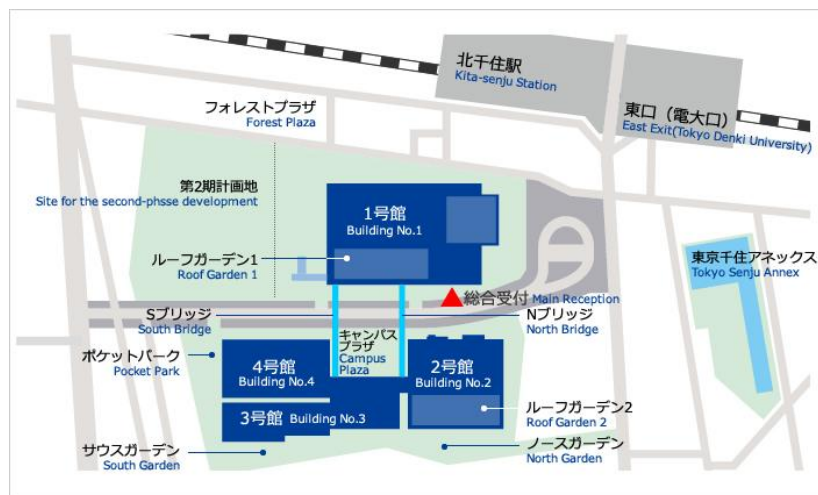 北千住駅
Kita-senju Station
東口（電大口）
East Exit(Tokyo Denki University)
フォレストプラザ
Forest Plaza
第2期計画地
Site for the second-phsse development
1号館
Building No.1
ルーフガーデン1
Roof Garden 1
東京千住アネックス
Tokyo Senju Annex
総合受付 Main Reception
Sブリッジ
South Bridge
Nブリッジ
North Bridge
キャンパス
プラザ
Campus
Plaza
ポケットパーク
Pocket Park
4号館
Building No.4
2号館
Building No.2
3号館 Building No.3
ルーフガーデン2
Roof Garden 2
サウスガーデン
South Garden
ノースガーデン
North Garden